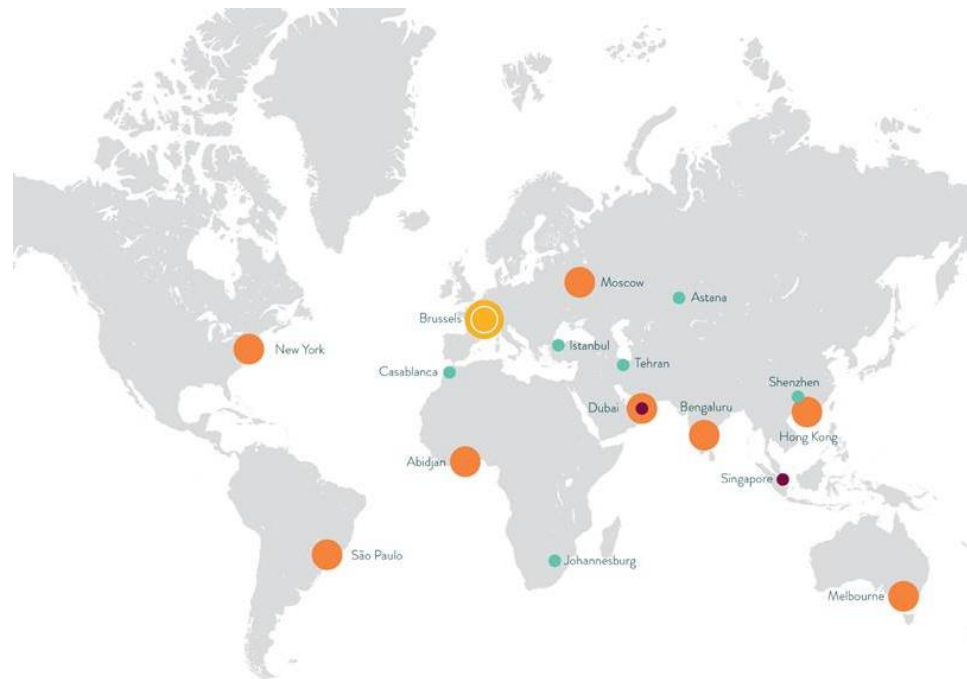 Moscow
Astana
Brussels
Istanbul
New York
Tehran
Casablanca
Shenzhen
Dubai
Bengaluru
Hong Kong
Abidjan
Singapore
São Paulo
Johannesburg
Melbourne